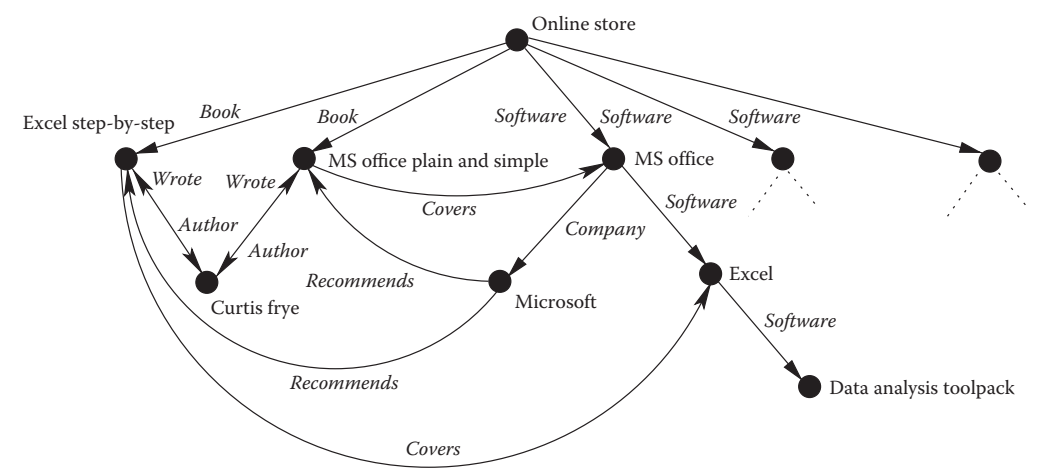 Online store
Book
Book
Software
Software
Software
Excel step-by-step
MS office plain and simple
MS office
Wrote
Wrote
Covers
Software
Author
Author
Company
Recommends
Excel
Curtis frye
Microsoft
Software
Recommends
Data analysis toolpack
Covers